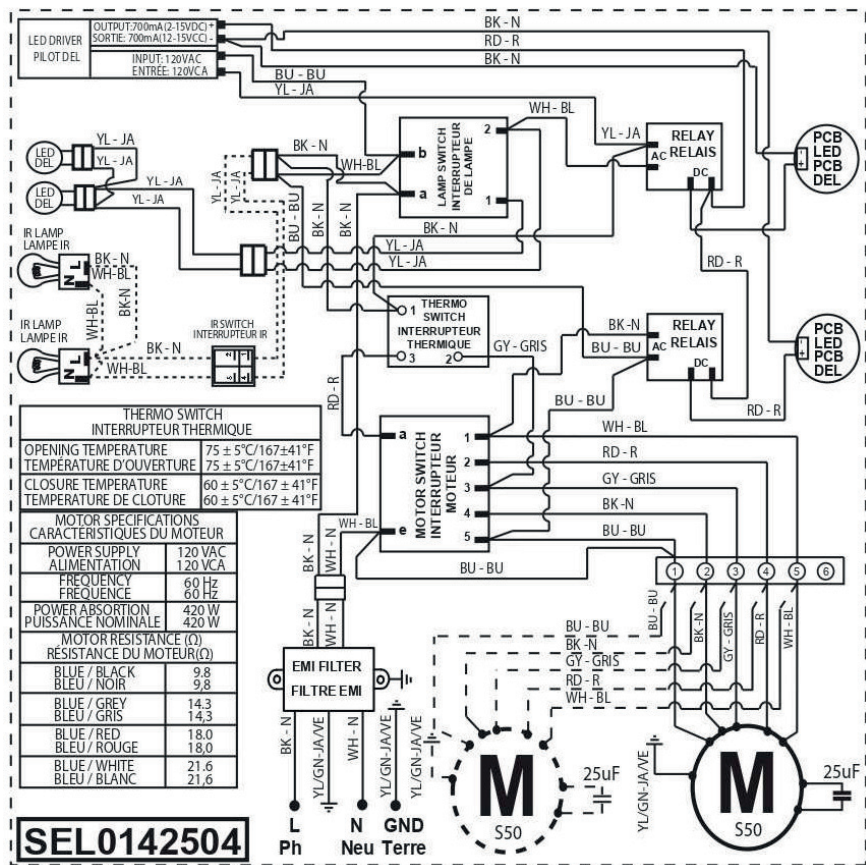 LED DRIVER
PILOT DEL
OUTPUT:700mA(2-15VDC) +
SORTIE: 700mA(12-15VCC) -
INPUT: 120VAC
ENTRÉE: 120VCA
BK - N
RD - R
BK - N
BU - BU
YL - JA
WH - BL
YL - JA
LED
DEL
YL - JA
YL - JA
LED
DEL
YL - JA
YL - JA
BK - N
WH-BL
YL - JA
YL - JA
BU - BU
BK - N
BK - N
b
a
LAMP SWITCH
INTERRUPTEUR
DE LAMPE
2
1
RELAY
RELAIS
AC
DC
-
+
PCB
LED
PCB
DEL
BK - N
YL - JA
YL - JA
RD - R
IR LAMP
LAMPE IR
N L
BK - N
WH-BL
WH-BL
BK-N
IR LAMP
LAMPE IR
N L
BK - N
WH-BL
IR SWITCH
INTERRUPTEUR IR
1
THERMO
SWITCH
INTERRUPTEUR
THERMIQUE
3
2
GY - GRIS
BK -N
BU - BU
RELAY
RELAIS
AC
DC
-
+
PCB
LED
PCB
DEL
RD - R
RD - R
BU - BU
THERMO SWITCH
INTERRUPTEUR THERMIQUE
OPENING TEMPERATURE 75 ± 5°C/167±41°F
TEMPÉRATURE D'OUVERTURE 75 ± 5°C/167±41°F
CLOSURE TEMPERATURE 60 ± 5°C/167 ± 41°F
TEMPERATURE DE CLOTURE 60 ± 5°C/167 ± 41°F
a
e
MOTOR SWITCH
INTERRUPTEUR
MOTEUR
1
2
3
4
5
WH - BL
RD - R
GY - GRIS
BK -N
BU - BU
WH - BL
BK - N
WH - N
BU - BU
1 2 3 4 5 6
MOTOR SPECIFICATIONS
CARACTÉRISTIQUES DU MOTEUR
POWER SUPPLY 120 VAC
ALIMENTATION 120 VCA
FREQUENCY 60 Hz
FRÉQUENCE 60 Hz
POWER ABSORTION 420 W
PUISSANCE NOMINALE 420 W
MOTOR RESISTANCE (Ω)
RÉSISTANCE DU MOTEUR(Ω)
BLUE / BLACK 9.8
BLEU / NOIR 9,8
BLUE / GREY 14.3
BLEU / GRIS 14,3
BLUE / RED 18.0
BLEU / ROUGE 18,0
BLUE / WHITE 21.6
BLEU / BLANC 21,6
BK - N
WH - N
EMI FILTER
FILTRE EMI
BK - N
YL/GN-JA/VE
WH - N
YL/GN-JA/VE
L
Ph
N
Neu
GND
Terre
BU - BU
BK -N
GY - GRIS
RD - R
WH - BL
BU - BU
BK -N
GY - GRIS
RD - R
WH - BL
YL/GN-JA/VE
M
S50
25uF
YL/GN-JA/VE
M
S50
25uF
SEL0142504